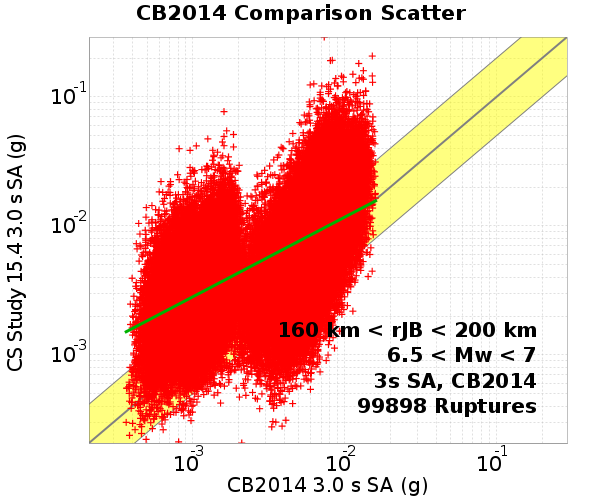 CB2014 Comparison Scatter
CS Study 15.4 3.0 s SA (g)
10-1
10-2
10-3
160 km < rJB < 200 km
6.5 < Mw < 7
3s SA, CB2014
99898 Ruptures
10-3 10-2 10-1
CB2014 3.0 s SA (g)